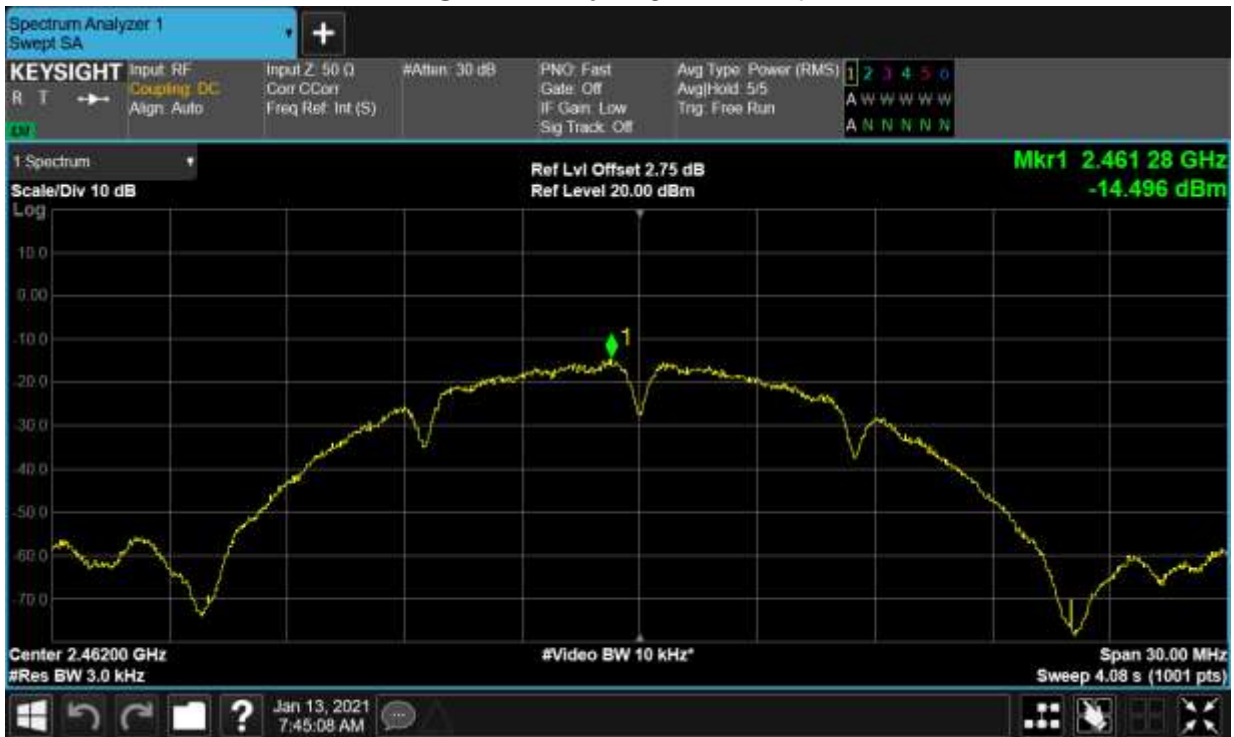 Spectrum Analyzer 1
Swept SA
+
KEYSIGHT Input: RF Input Z: 50 Ω #Atten: 30 dB PNO: Fast Avg Type: Power (RMS) 1 2 3 4 5 6
R T Coupling: DC Corr CCorr Gate: Off Avg|Hold: 5/5 A W W W W W
Align: Auto Freq Ref: Int (S) IF Gain: Low Trig: Free Run
Sig Track: Off A N N N N N
1 Spectrum Ref Lvl Offset 2.75 dB Mkr1 2.461 28 GHz
Scale/Div 10 dB Ref Level 20.00 dBm -14.496 dBm
Log
10.0
0.00
-10.0
1
-20.0
-30.0
-40.0
-50.0
-60.0
-70.0
Center 2.46200 GHz #Video BW 10 kHz* Span 30.00 MHz
#Res BW 3.0 kHz Sweep 4.08 s (1001 pts)
? Jan 13, 2021
7:45:08 AM